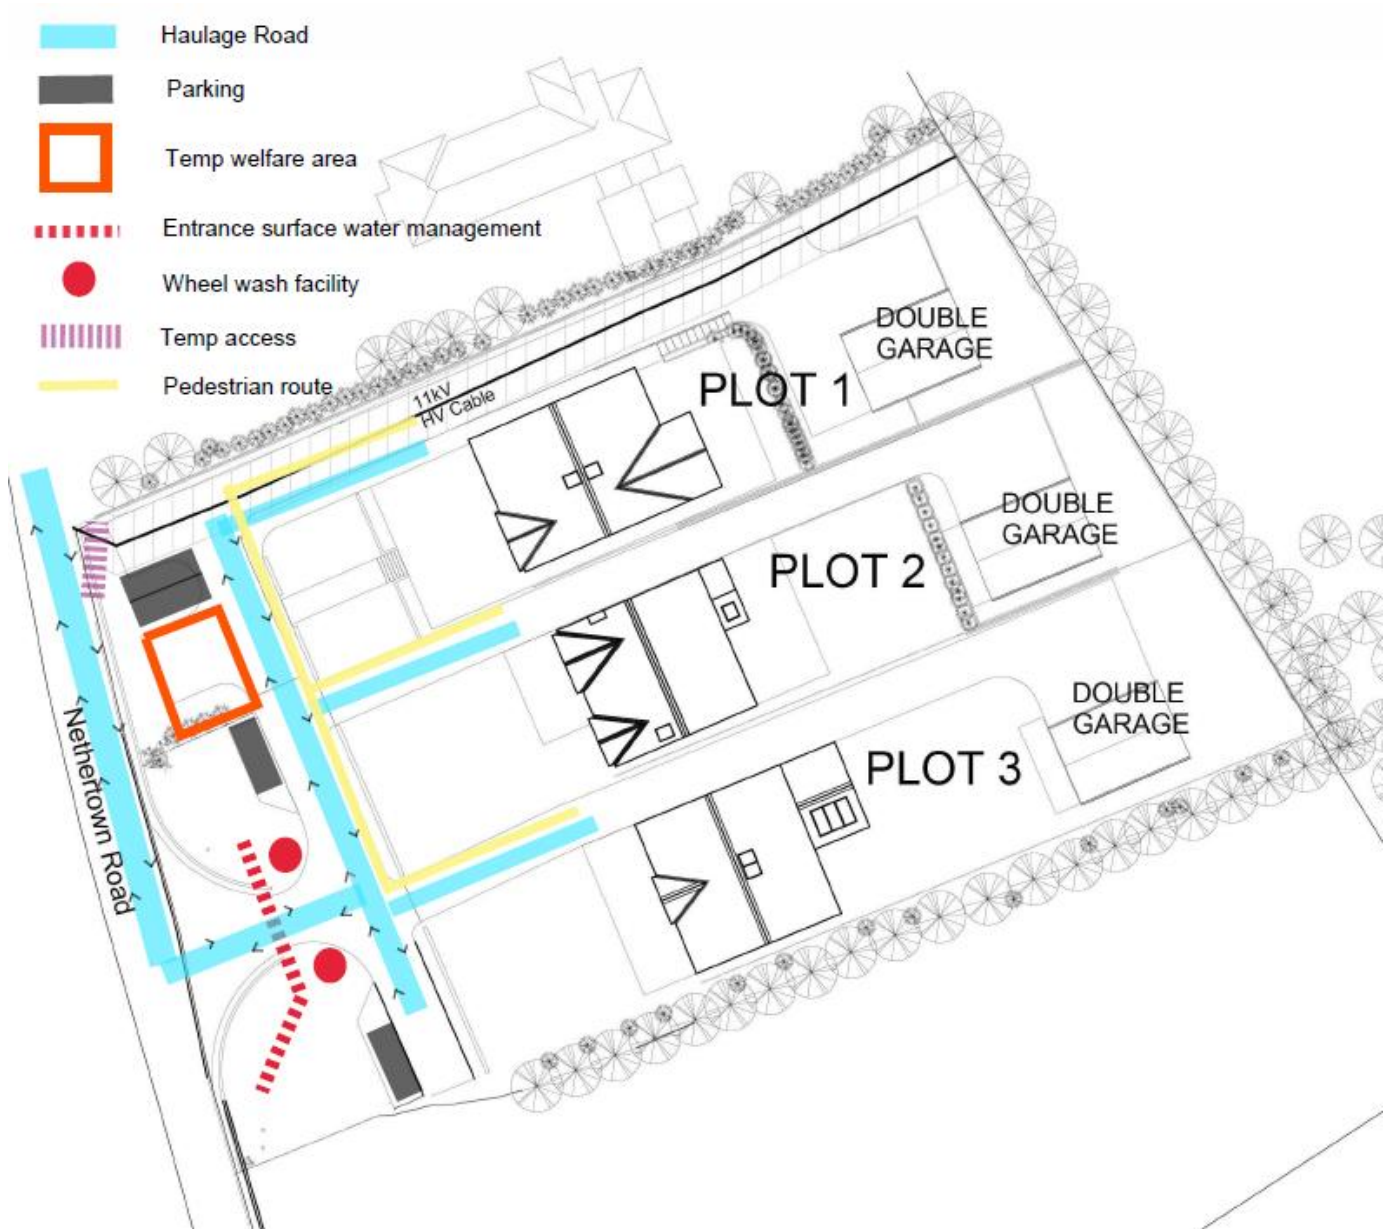 Haulage Road
Parking
Temp welfare area
Entrance surface water management
Wheel wash facility
Temp access
Pedestrian route
11kV
HV Cable
DOUBLE
GARAGE
PLOT 1
DOUBLE
GARAGE
PLOT 2
DOUBLE
GARAGE
PLOT 3
Nethertown Road